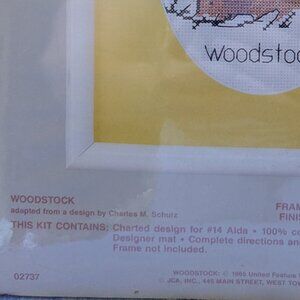 Woodstoc
WOODSTOCK
adapted from a design by Charles M. Schulz
FRAM
THIS KIT CONTAINS: Charted design for #14 Aida • 100% co
FINIS
Designer mat • Complete directions and
Frame not included.
02737
WOODSTOCK: © 1965 United Feature
© JCA, INC., 445 MAIN STREET, WEST TO